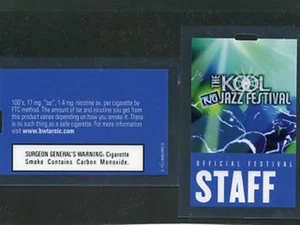 100's, 17 mg. "tar", 1.4 mg. nicotine av. per cigarette by
FTC method. The amount of tar and nicotine you get from
this product varies depending on how you smoke it. There
is no such thing as a safe cigarette. For more information
visit www.bwtarnic.com
SURGEON GENERAL'S WARNING: Cigarette
Smoke Contains Carbon Monoxide.
THE KOOL
NU JAZZ FESTIVAL
OFFICIAL FESTIVAL
STAFF